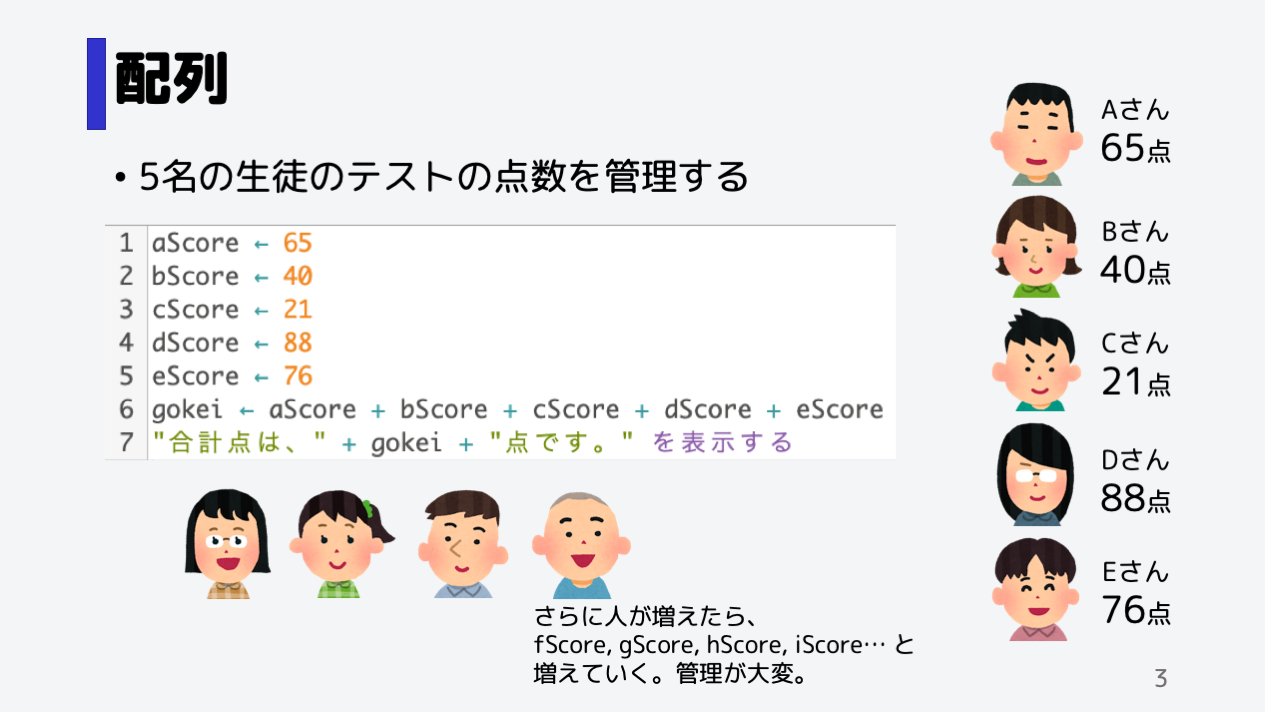 配列
• 5名の生徒のテストの点数を管理する
1 aScore ← 65
2 bScore ← 40
3 cScore ← 21
4 dScore ← 88
5 eScore ← 76
6 gokei ← aScore + bScore + cScore + dScore + eScore
7 "合計点は、" + gokei + "点です。" を表示する
さらに人が増えたら、
fScore, gScore, hScore, iScore… と
増えていく。管理が大変。
Aさん
65点
Bさん
40点
Cさん
21点
Dさん
88点
Eさん
76点
3